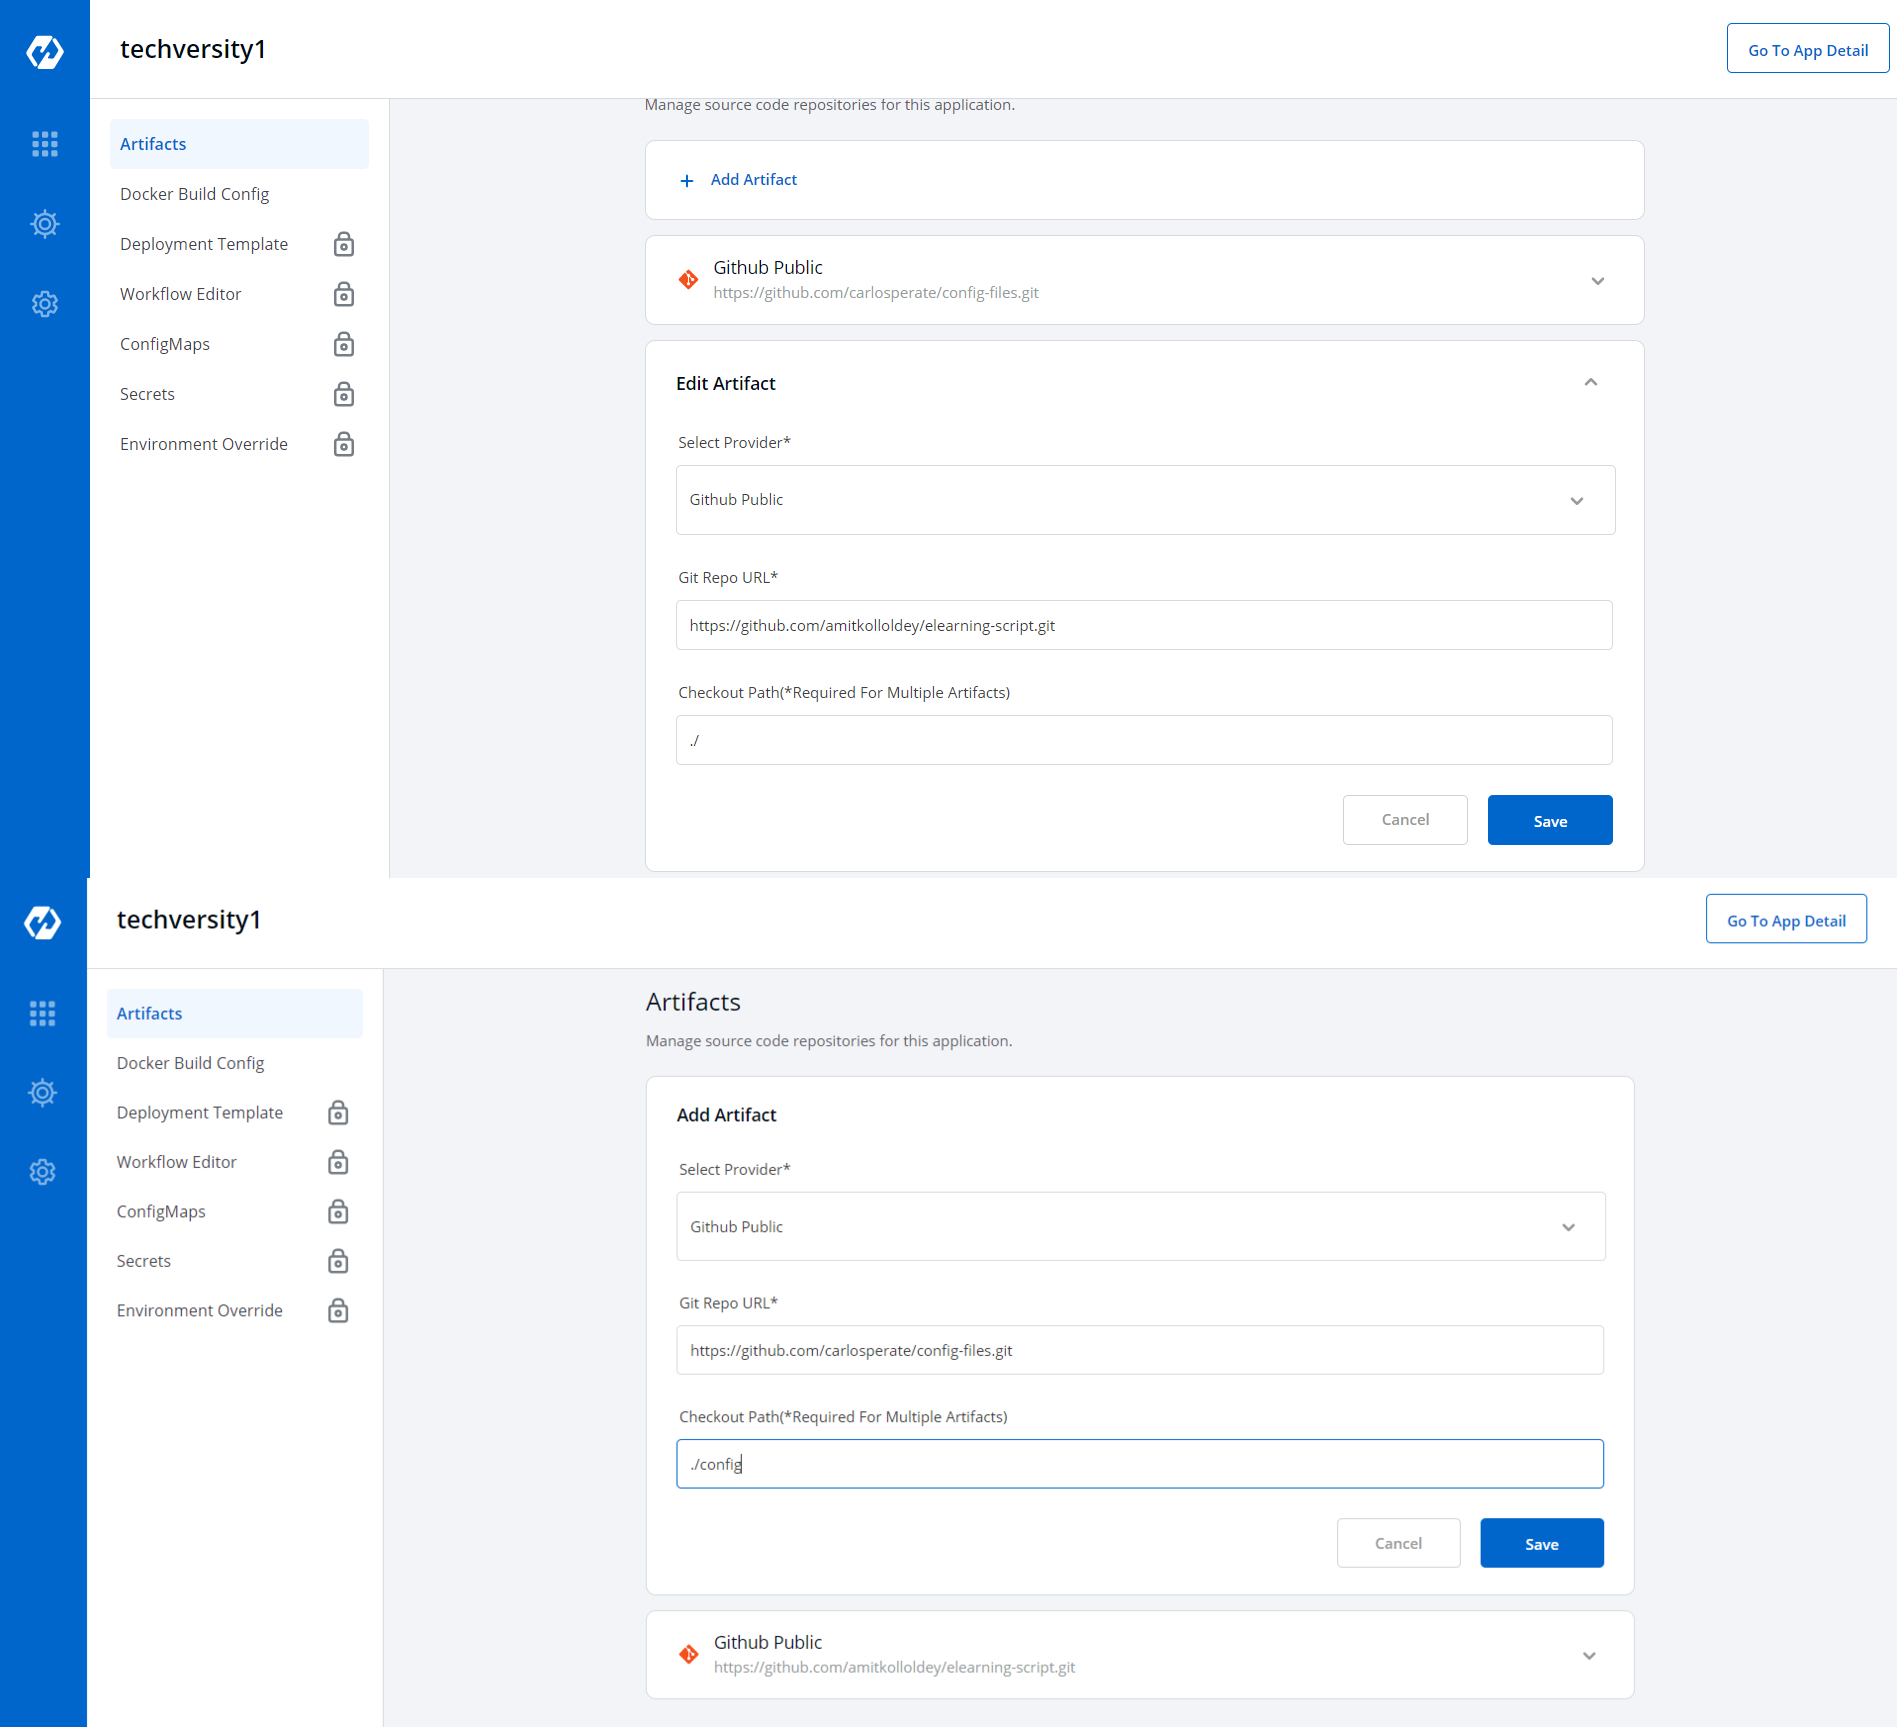 techversity1
Go To App Detail
Artifacts
Docker Build Config
Deployment Template
Workflow Editor
ConfigMaps
Secrets
Environment Override
Manage source code repositories for this application.
+ Add Artifact
Github Public
https://github.com/carlosperate/config-files.git
Edit Artifact
Select Provider*
Github Public
Git Repo URL*
https://github.com/amitkolloldey/elearning-script.git
Checkout Path(*Required For Multiple Artifacts)
./
Cancel
Save
techversity1
Go To App Detail
Artifacts
Docker Build Config
Deployment Template
Workflow Editor
ConfigMaps
Secrets
Environment Override
Artifacts
Manage source code repositories for this application.
Add Artifact
Select Provider*
Github Public
Git Repo URL*
https://github.com/carlosperate/config-files.git
Checkout Path(*Required For Multiple Artifacts)
./config
Cancel
Save
Github Public
https://github.com/amitkolloldey/elearning-script.git